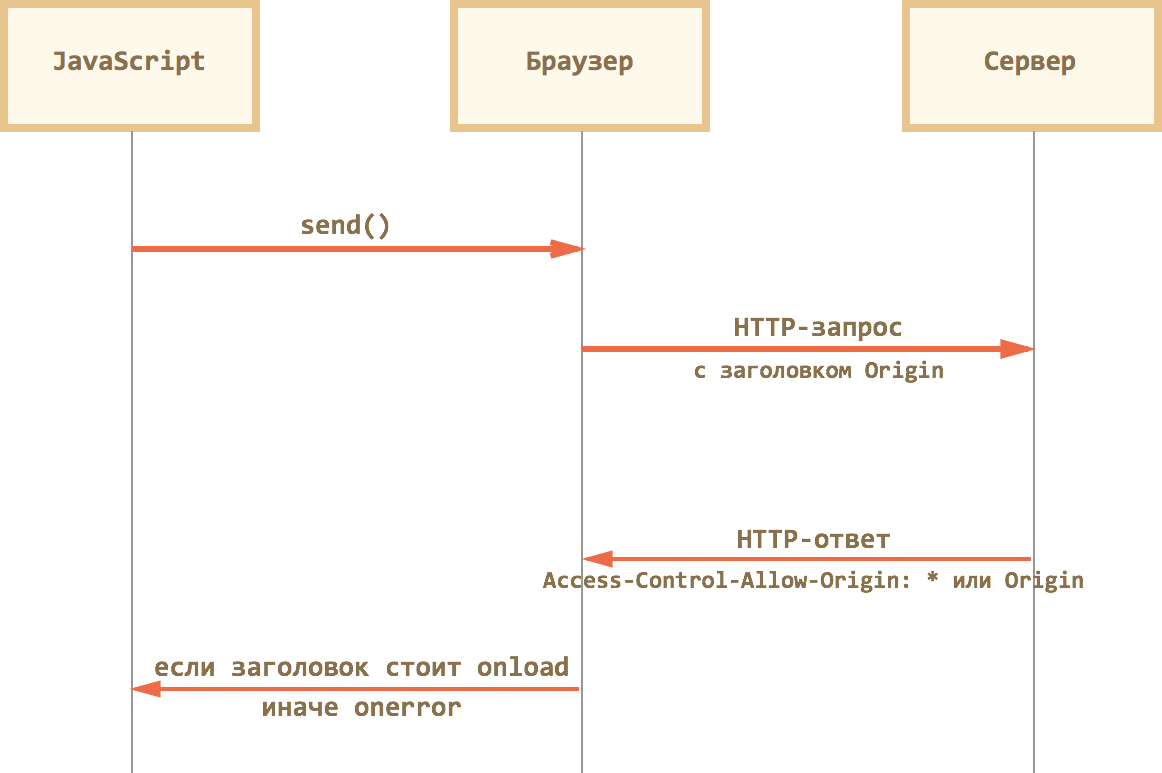 JavaScript
Браузер
Сервер
send()
HTTP-запрос
с заголовком Origin
HTTP-ответ
Access-Control-Allow-Origin: * или Origin
если заголовок стоит onload
иначе onerror